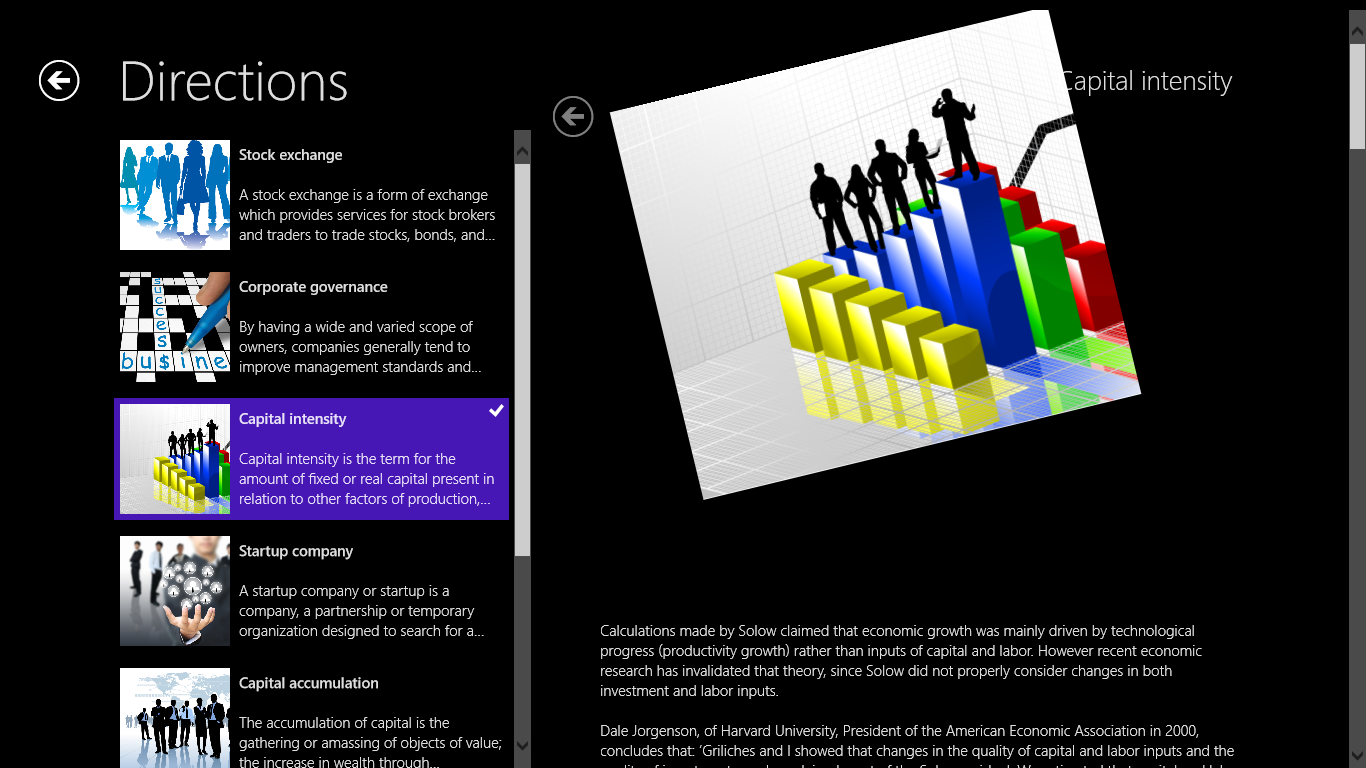 Directions
Stock exchange
A stock exchange is a form of exchange
which provides services for stock brokers
and traders to trade stocks, bonds, and...
Corporate governance
By having a wide and varied scope of
owners, companies generally tend to
improve management standards and...
Capital intensity
Capital intensity is the term for the
amount of fixed or real capital present in
relation to other factors of production,...
Startup company
A startup company or startup is a
company, a partnership or temporary
organization designed to search for a...
Capital accumulation
The accumulation of capital is the
gathering or amassing of objects of value;
the increase in wealth through...
succes
bu$ine
Capital intensity
Calculations made by Solow claimed that economic growth was mainly driven by technological
progress (productivity growth) rather than inputs of capital and labor. However recent economic
research has invalidated that theory, since Solow did not properly consider changes in both
investment and labor inputs.
Dale Jorgenson, of Harvard University, President of the American Economic Association in 2000,
concludes that: 'Griliches and I showed that changes in the quality of capital and labor inputs and the